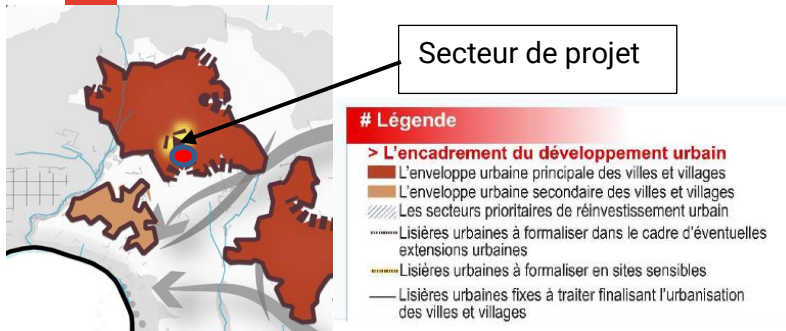 Secteur de projet
# Légende
> L'encadrement du développement urbain
L'enveloppe urbaine principale des villes et villages
L'enveloppe urbaine secondaire des villes et villages
Les secteurs prioritaires de réinvestissement urbain
Lisières urbaines à formaliser dans le cadre d'éventuelles
extensions urbaines
Lisières urbaines à formaliser en sites sensibles
Lisières urbaines fixes à traiter finalisant l'urbanisation
des villes et villages